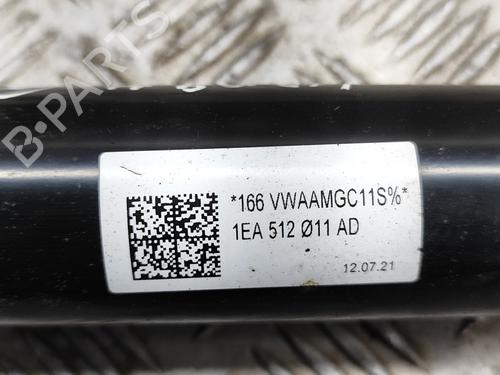 B-PARTS
*166 VWAAMGC11S%*
1EA 512 Ø11 AD
12.07.21